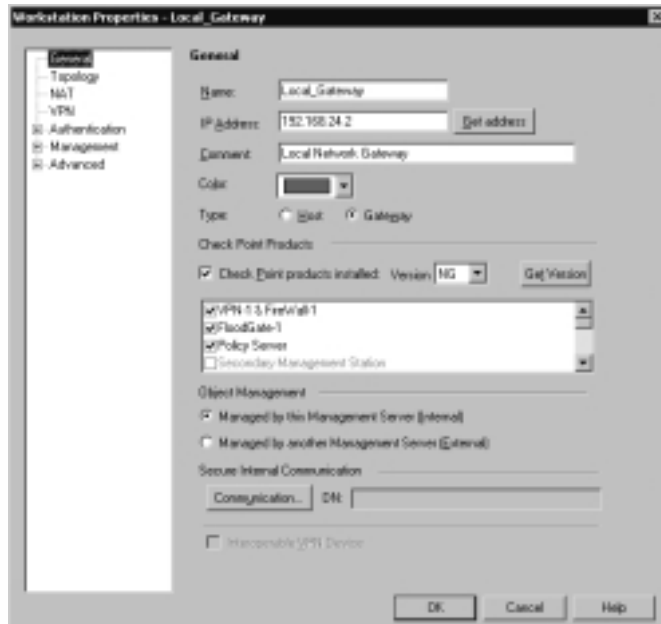 Workstation Properties - Local_Gateway
General
Topology
NAT
VPN
Authentication
Management
Advanced
General
Name: Local_Gateway
IP Address: 192.168.24.2 Get address
Comment: Local Network Gateway
Color:
Type: Host Gateway
Check Point Products
Check Point products installed: Version NG Get Version
VPN-1 & FireWall-1
FloodGate-1
Policy Server
Secondary Management Station
Object Management
Managed by this Management Server (Internal)
Managed by another Management Server (External)
Secure Internal Communication
Communication... DN:
Interoperable VPN Device
OK Cancel Help